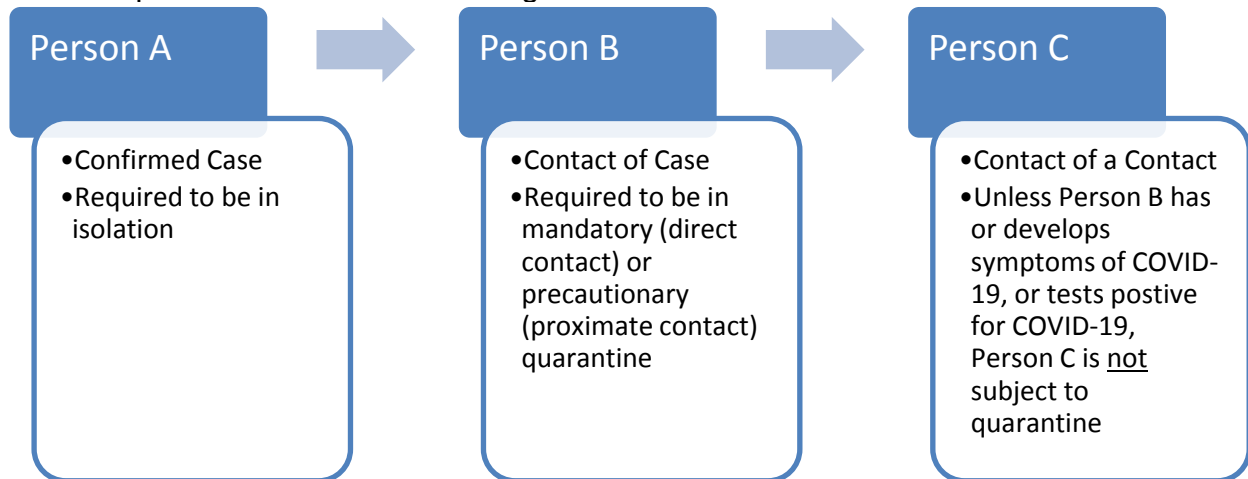 Person A
•Confirmed Case
•Required to be in
isolation
Person B
•Contact of Case
•Required to be in
mandatory (direct
contact) or
precautionary
(proximate contact)
quarantine
Person C
•Contact of a Contact
•Unless Person B has
or develops
symptoms of COVID-
19, or tests postive
for COVID-19,
Person C is not
subject to
quarantine